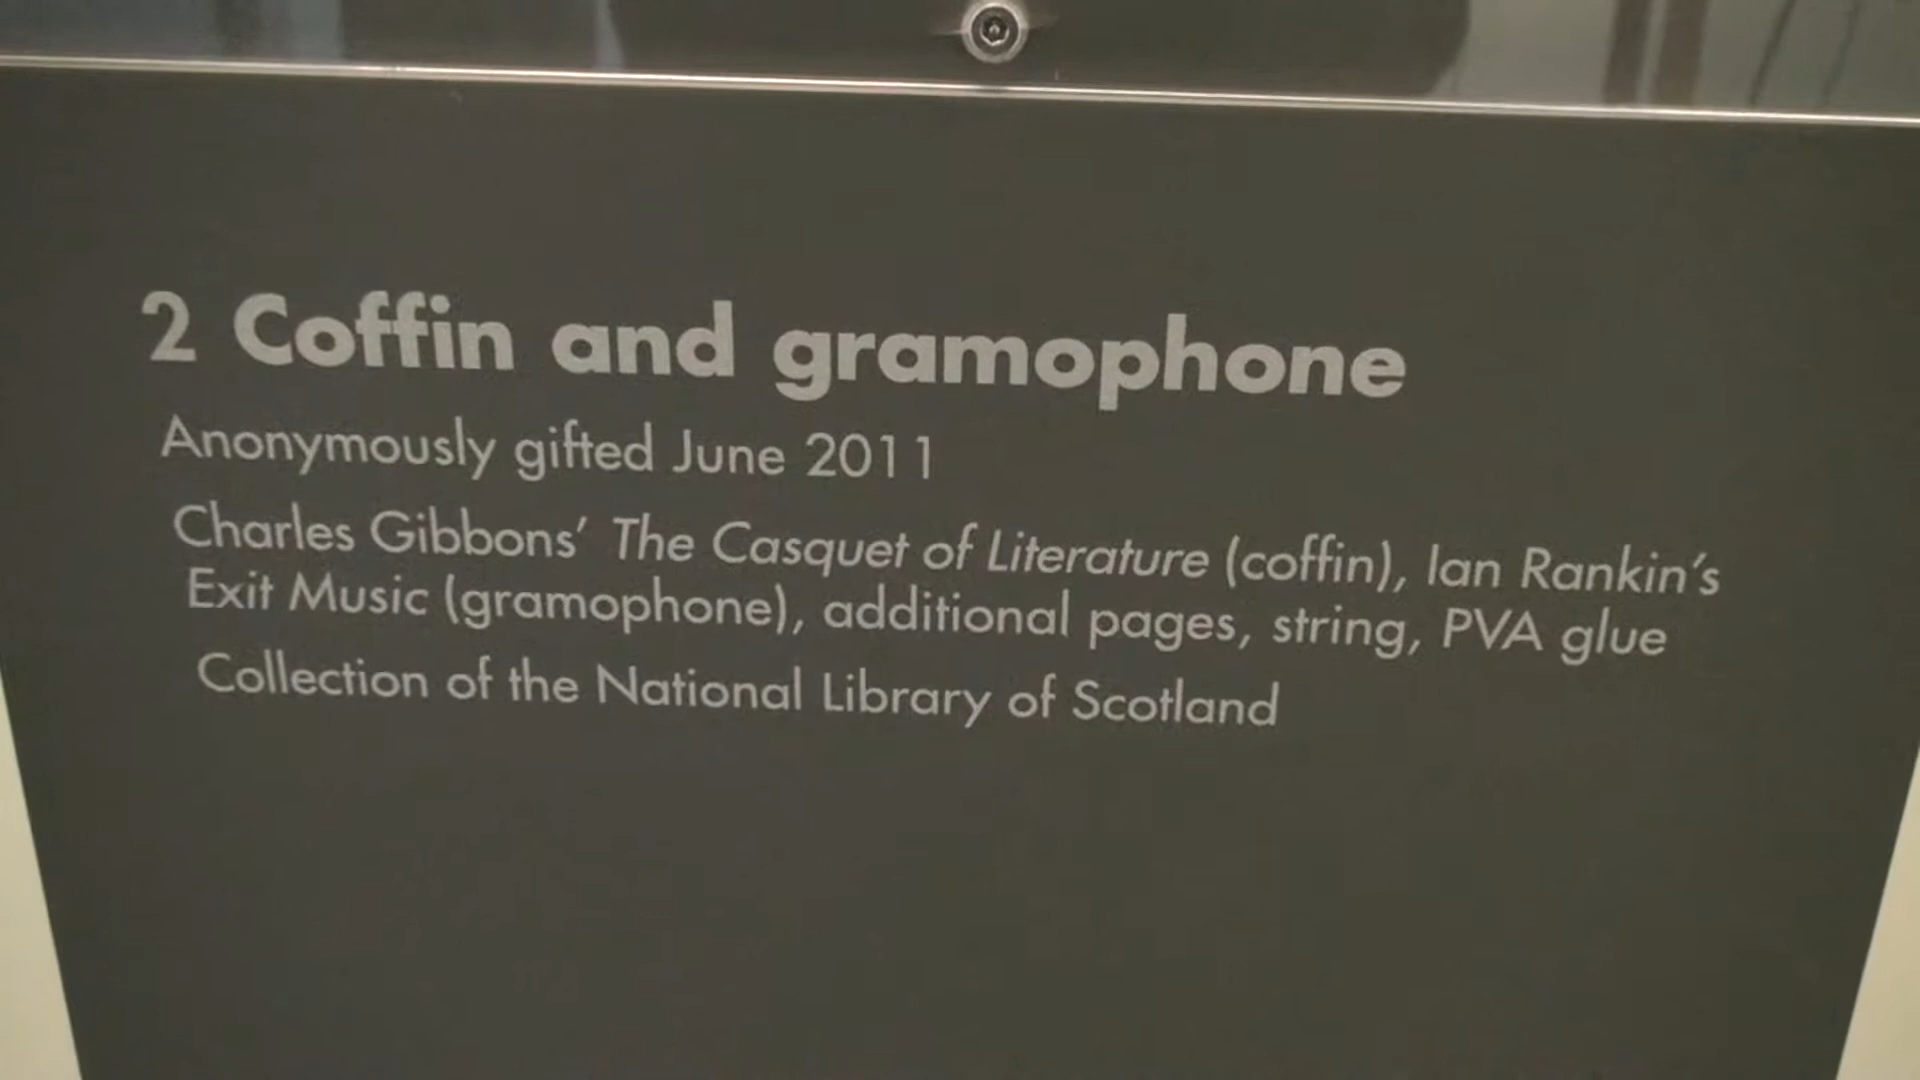 2 Coffin and gramophone
Anonymously gifted June 2011
Charles Gibbons’ The Casquet of Literature (coffin), Ian Rankin’s
Exit Music (gramophone), additional pages, string, PVA glue
Collection of the National Library of Scotland